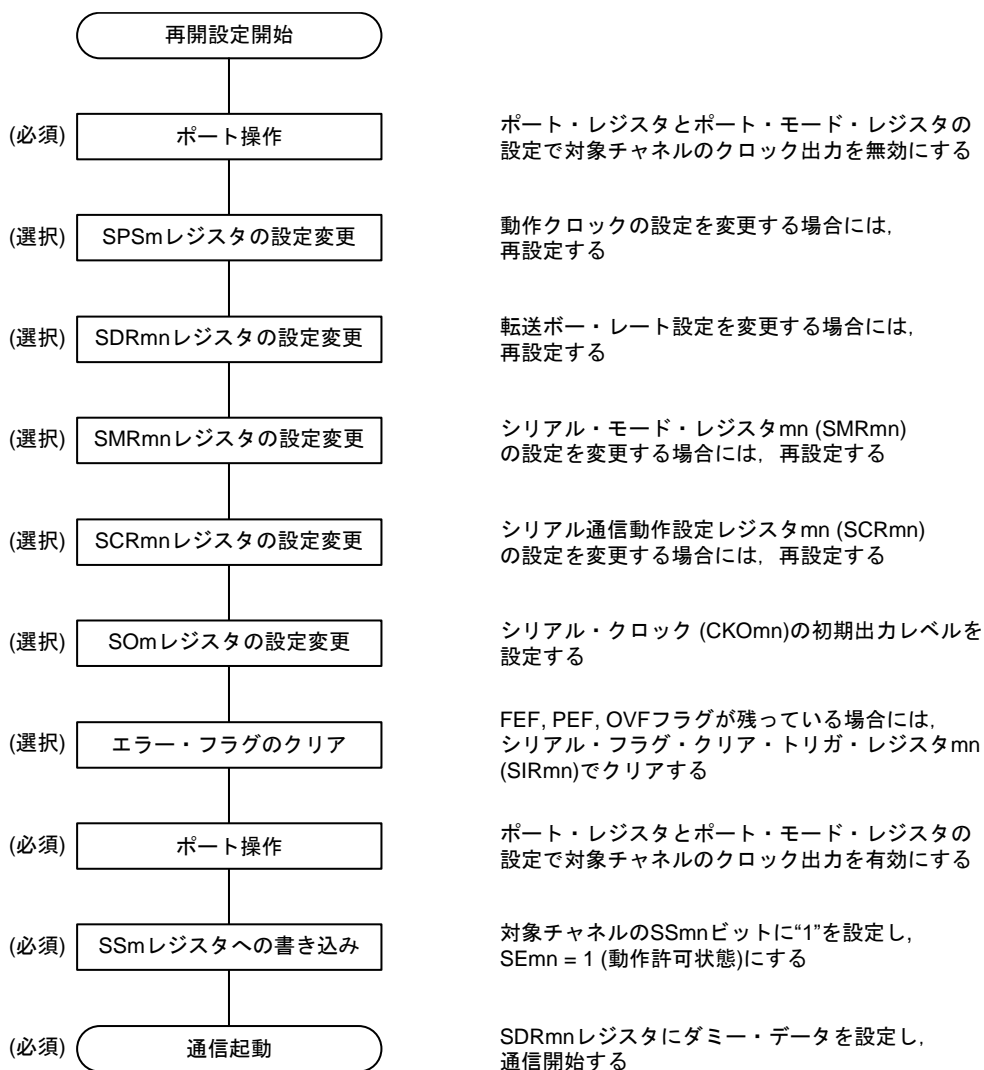 再開設定開始
(必須)
ポート操作
ポート・レジスタとポート・モード・レジスタの
設定で対象チャネルのクロック出力を無効にする
(選択)
SPSmレジスタの設定変更
動作クロックの設定を変更する場合には,
再設定する
(選択)
SDRmnレジスタの設定変更
転送ボー・レート設定を変更する場合には,
再設定する
(選択)
SMRmnレジスタの設定変更
シリアル・モード・レジスタmn (SMRmn)
の設定を変更する場合には, 再設定する
(選択)
SCRmnレジスタの設定変更
シリアル通信動作設定レジスタmn (SCRmn)
の設定を変更する場合には, 再設定する
(選択)
SOmレジスタの設定変更
シリアル・クロック (CKOmn)の初期出力レベルを
設定する
(選択)
エラー・フラグのクリア
FEF, PEF, OVFフラグが残っている場合には,
シリアル・フラグ・クリア・トリガ・レジスタmn
(SIRmn)でクリアする
(必須)
ポート操作
ポート・レジスタとポート・モード・レジスタの
設定で対象チャネルのクロック出力を有効にする
(必須)
SSmレジスタへの書き込み
対象チャネルのSSmnビットに“1”を設定し,
SEmn = 1 (動作許可状態)にする
(必須)
通信起動
SDRmnレジスタにダミー・データを設定し,
通信開始する